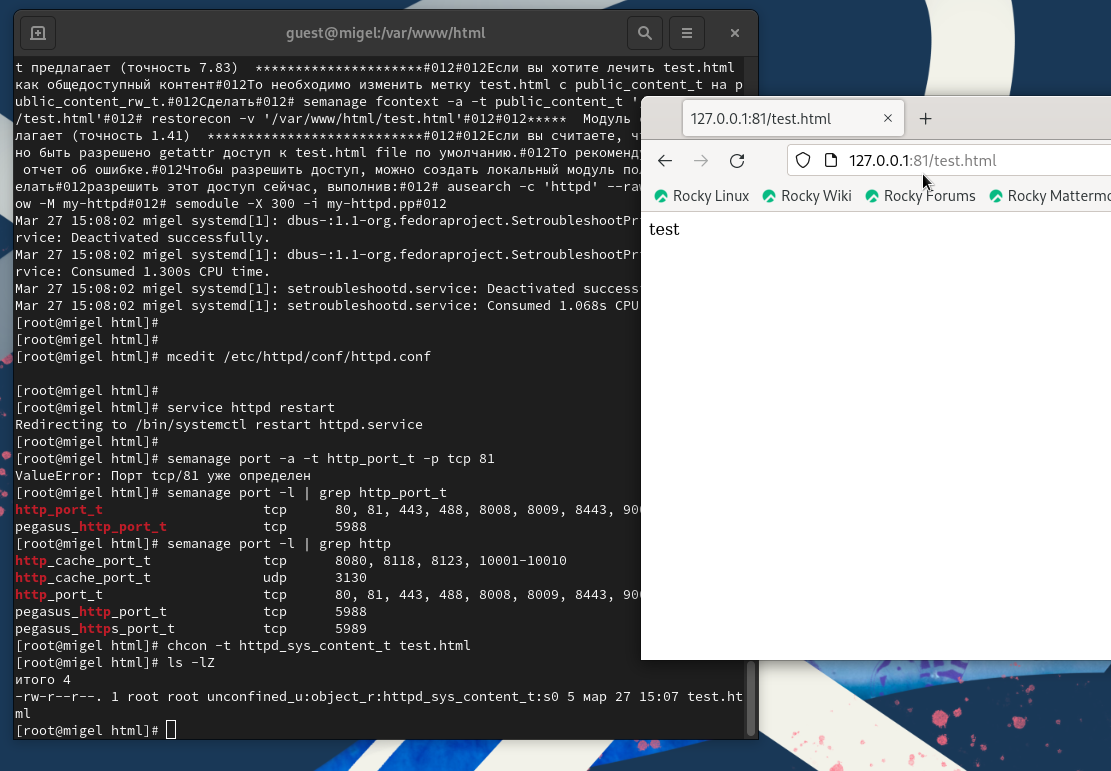 guest@migel:/var/www/html
t предлагает (точность 7.83)  *********************#012#012Если вы хотите лечить test.html
как общедоступный контент#012То необходимо изменить метку test.html с public_content_t на p
ublic_content_rw_t.#012Сделать#012# semanage fcontext -a -t public_content_t '
/test.html'#012# restorecon -v '/var/www/html/test.html'#012#012*****  Модуль
лагает (точность 1.41)  **************************#012#012Если вы считаете,
но быть разрешено getattr доступ к test.html file по умолчанию.#012То
отчет об ошибке.#012Чтобы разрешить доступ, можно создать локальный модуль
елать#012разрешить этот доступ сейчас, выполнив:#012# ausearch -c 'httpd'
ow -M my-httpd#012# semodule -X 300 -i my-httpd.pp#012
Mar 27 15:08:02 migel systemd[1]: dbus-:1.1-org.fedoraproject.SetroubleshootPr
rvice: Deactivated successfully.
Mar 27 15:08:02 migel systemd[1]: dbus-:1.1-org.fedoraproject.SetroubleshootPr
rvice: Consumed 1.300s CPU time.
Mar 27 15:08:02 migel systemd[1]: setroubleshootd.service: Deactivated success
Mar 27 15:08:02 migel systemd[1]: setroubleshootd.service: Consumed 1.068s CPU
[root@migel html]#
[root@migel html]#
[root@migel html]# mcedit /etc/httpd/conf/httpd.conf
[root@migel html]#
[root@migel html]# service httpd restart
Redirecting to /bin/systemctl restart httpd.service
[root@migel html]#
[root@migel html]# semanage port -a -t http_port_t -p tcp 81
ValueError: Порт tcp/81 уже определен
[root@migel html]# semanage port -l | grep http_port_t
http_port_t                    tcp      80, 81, 443, 488, 8008, 8009, 8443,
pegasus_http_port_t            tcp      5988
[root@migel html]# semanage port -l | grep http
http_cache_port_t              tcp      8080, 8118, 8123, 10001-10010
http_cache_port_t              udp      3130
http_port_t                    tcp      80, 81, 443, 488, 8008, 8009, 8443,
pegasus_http_port_t            tcp      5988
pegasus_https_port_t           tcp      5989
[root@migel html]# chcon -t httpd_sys_content_t test.html
[root@migel html]# ls -lZ
итого 4
-rw-r--r--. 1 root root unconfined_u:object_r:httpd_sys_content_t:s0 5 мар 27 15:07 test.ht
ml
[root@migel html]#
127.0.0.1:81/test.html
127.0.0.1:81/test.html
Rocky Linux Rocky Wiki Rocky Forums Rocky Mattermo
test